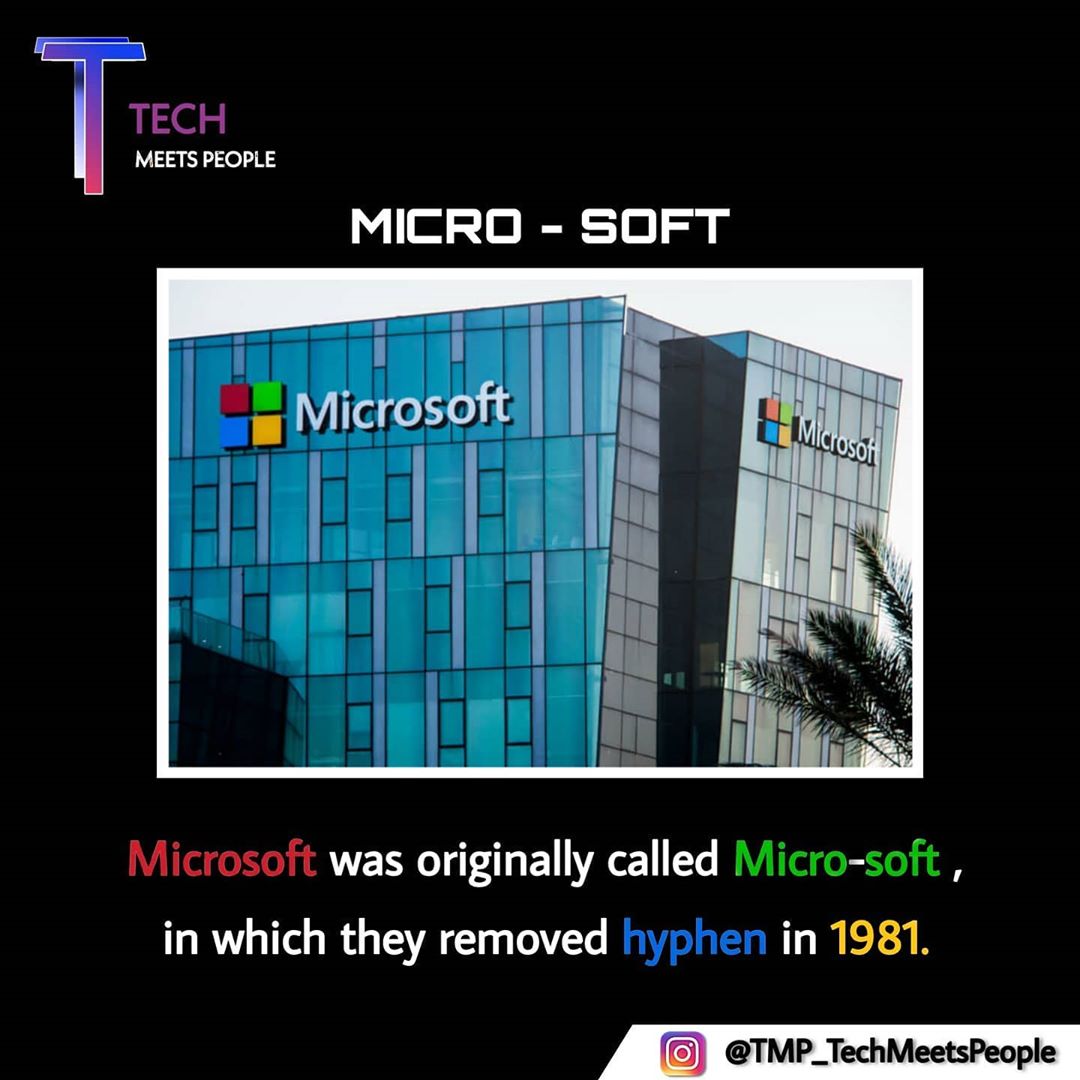 TECH
MEETS PEOPLE
MICRO - SOFT
Microsoft
Microsoft
Microsoft was originally called Micro-soft ,
in which they removed hyphen in 1981.
@TMP_TechMeetsPeople